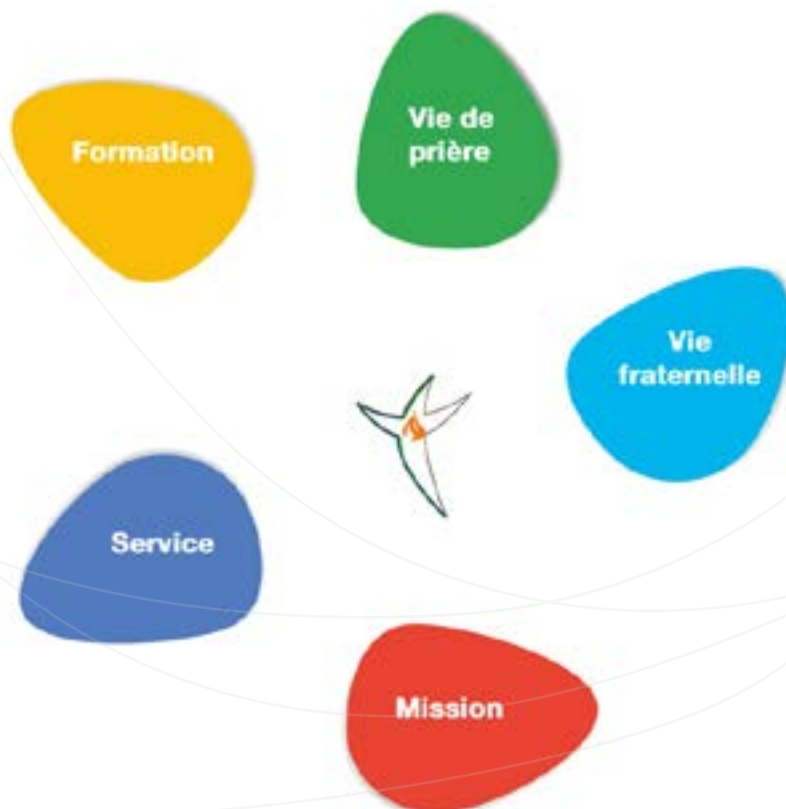 Formation
Vie de
prière
Vie
fraternelle
Service
Mission